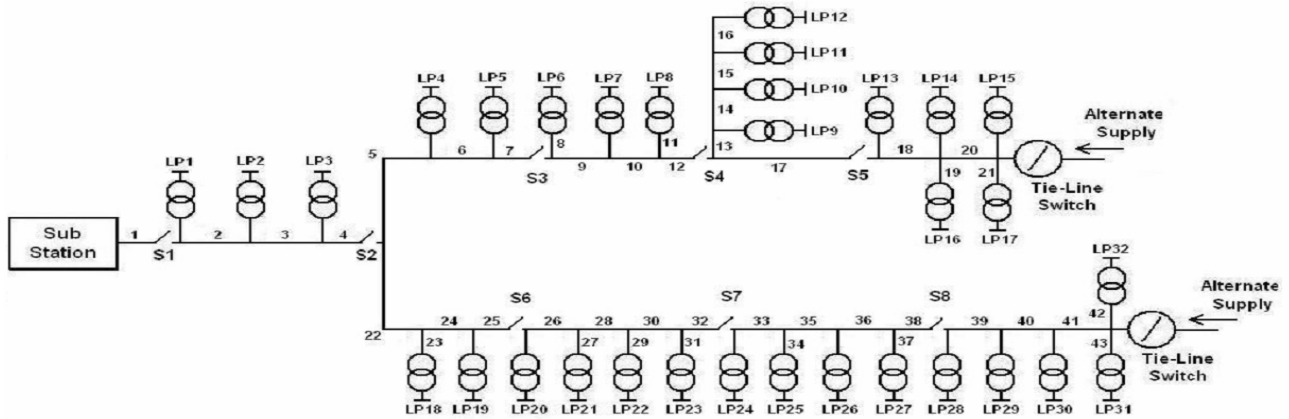 LP12
16
LP11
15
LP10
14
LP9
13
LP4
LP5
LP6
LP7
LP8
LP13
LP14
LP15
Alternate
Supply
5
6
7
8
9
10
11
12
17
18
20
19
21
S3
S4
S5
Tie-Line
Switch
LP16
LP17
LP1
LP2
LP3
Sub
Station
1
2
3
4
S1
S2
LP32
Alternate
Supply
S6
S7
S8
22
24
25
26
28
30
32
33
35
36
38
39
40
41
42
23
27
29
31
34
37
43
Tie-Line
Switch
LP18
LP19
LP20
LP21
LP22
LP23
LP24
LP25
LP26
LP27
LP28
LP29
LP30
LP31